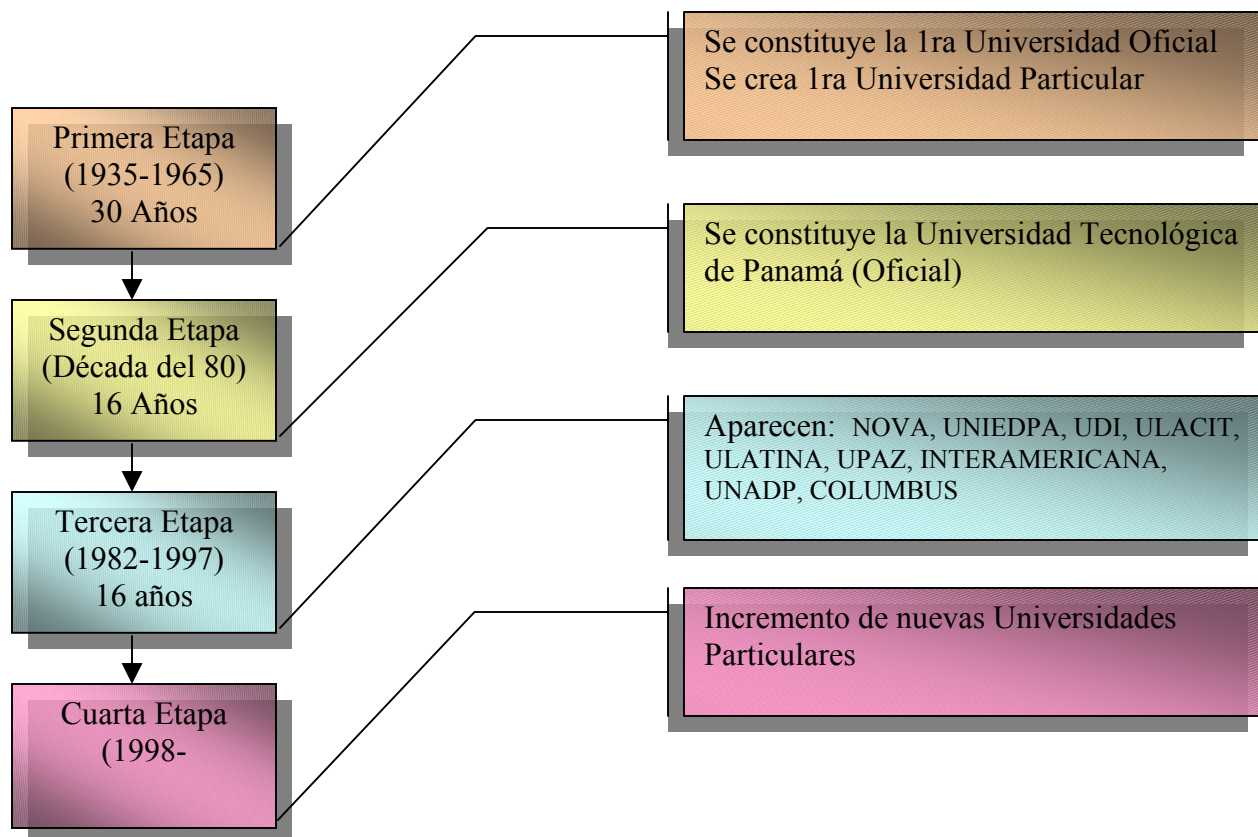 Primera Etapa
(1935-1965)
30 Años
Se constituye la 1ra Universidad Oficial
Se crea 1ra Universidad Particular
Segunda Etapa
(Década del 80)
16 Años
Se constituye la Universidad Tecnológica
de Panamá (Oficial)
Tercera Etapa
(1982-1997)
16 años
Aparecen: NOVA, UNIEDPA, UDI, ULACIT,
ULATINA, UPAZ, INTERAMERICANA,
UNADP, COLUMBUS
Cuarta Etapa
(1998-
Incremento de nuevas Universidades
Particulares